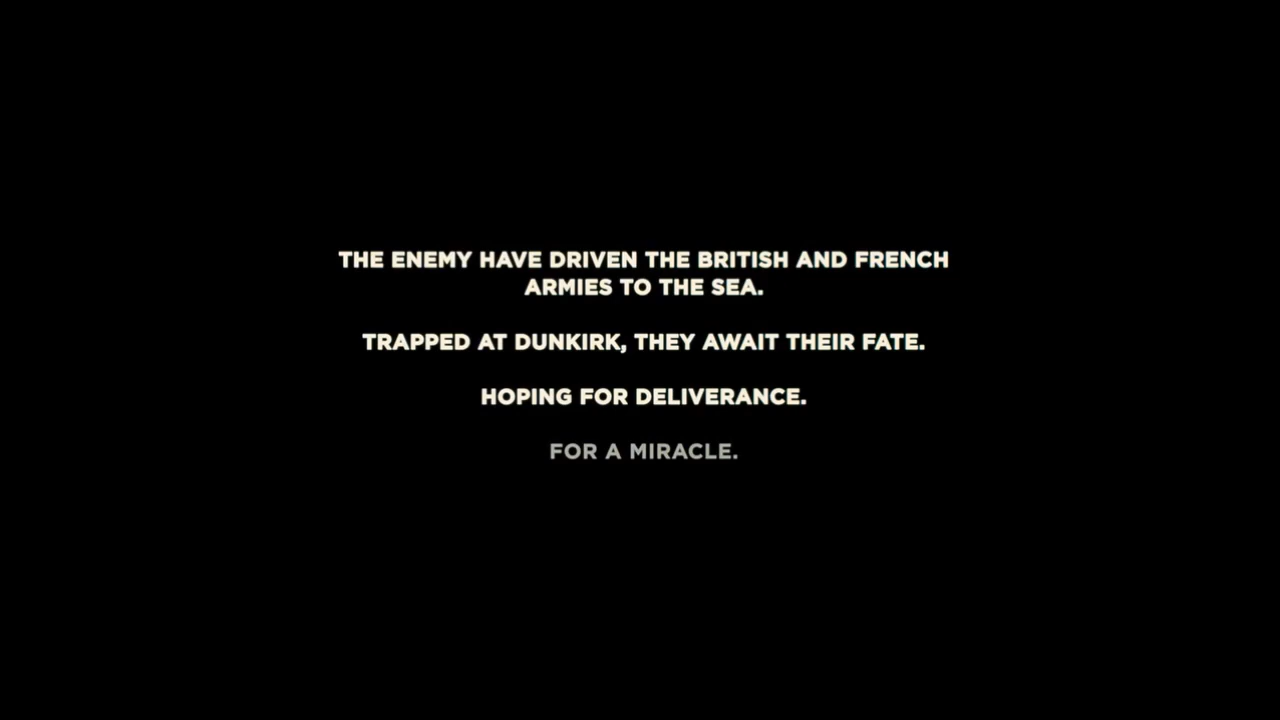 THE ENEMY HAVE DRIVEN THE BRITISH AND FRENCH
ARMIES TO THE SEA.
TRAPPED AT DUNKIRK, THEY AWAIT THEIR FATE.
HOPING FOR DELIVERANCE.
FOR A MIRACLE.